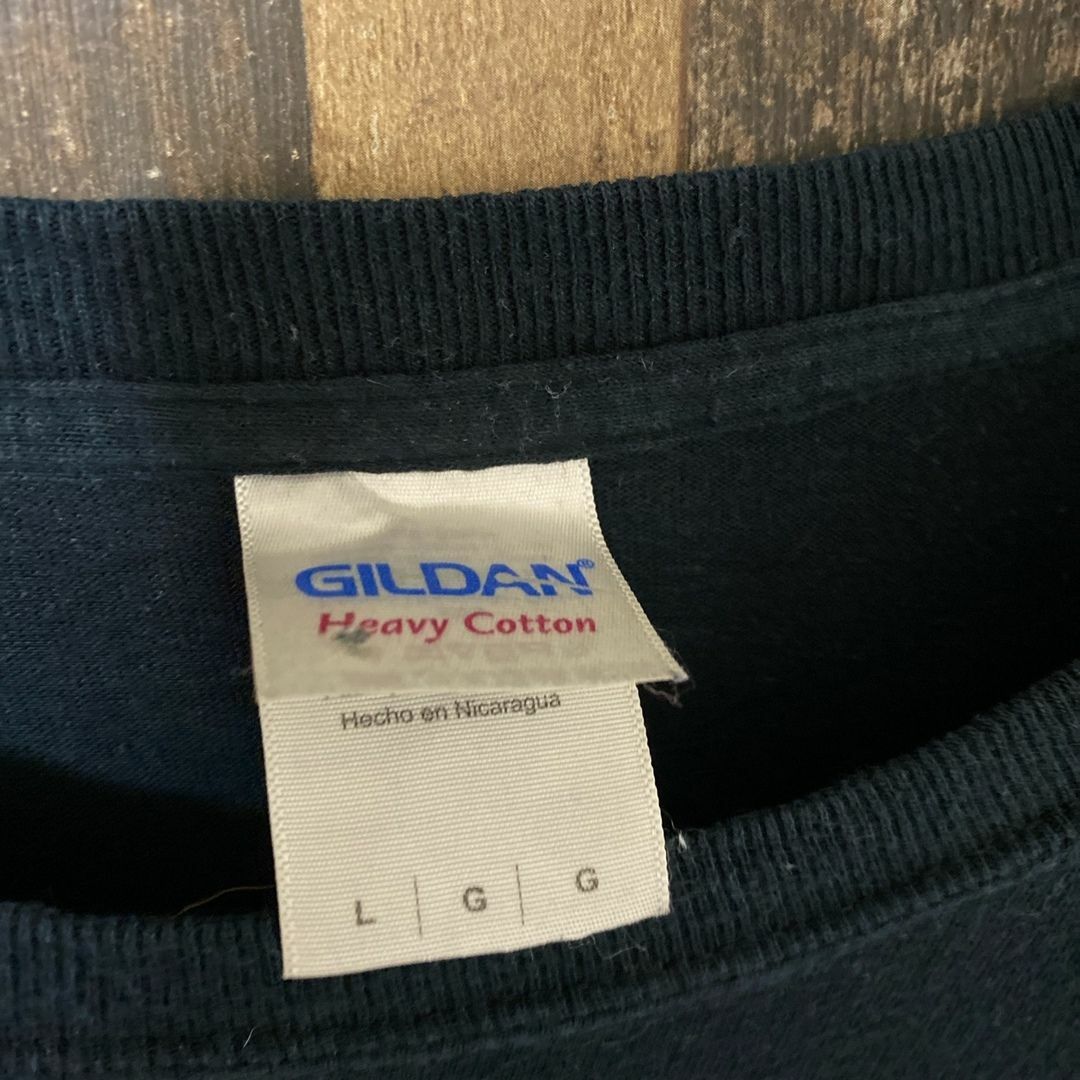 GILDAN®
Heavy Cotton
Hecho en Nicaragua
L | G | G